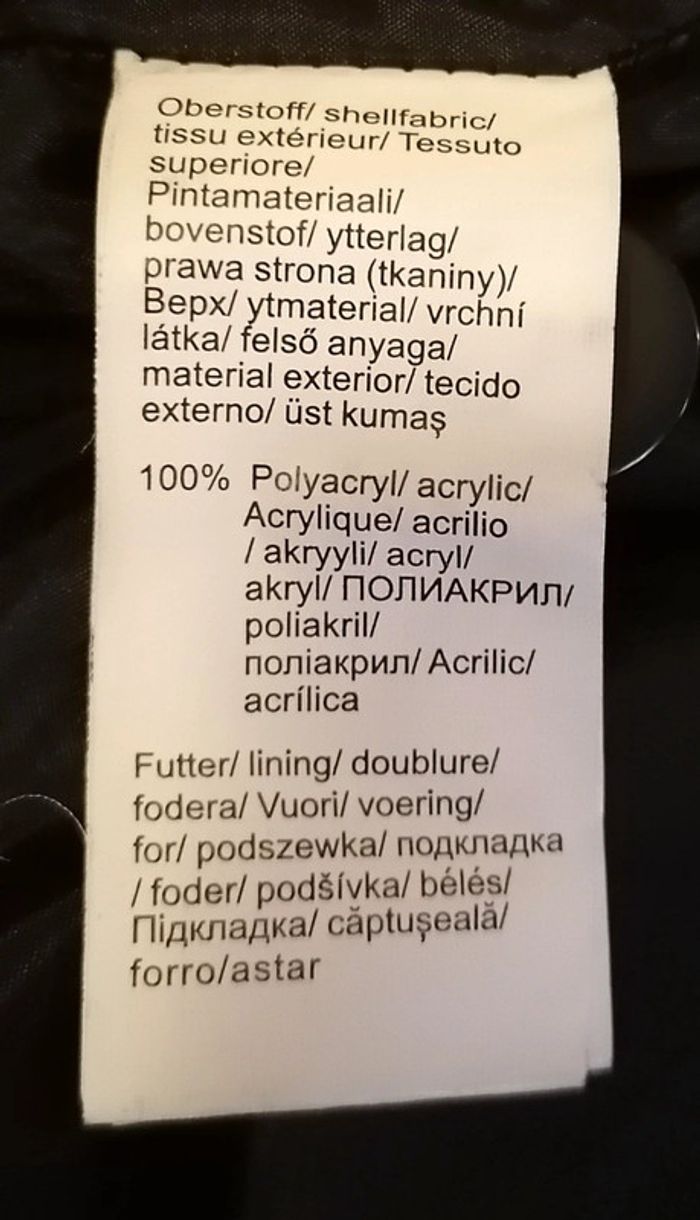 Oberstoff/ shellfabric/
tissu extérieur/ Tessuto
superiore/
Pintamateriaali/
bovenstof/ ytterlag/
prawa strona (tkaniny)/
Верх/ ytmaterial/ vrchní
látka/ felső anyaga/
material exterior/ tecido
externo/ üst kumaş
100% Polyacryl/ acrylic/
Acrylique/ acrilio
/ akryyli/ acryl/
akryl/ ПОЛИАКРИЛ/
poliakril/
поліакрил/ Acrilic/
acrílica
Futter/ lining/ doublure/
fodera/ Vuori/ voering/
for/ podszewka/ подкладка
/ foder/ podšívka/ bélés/
Підкладка/ căptuşeală/
forro/astar